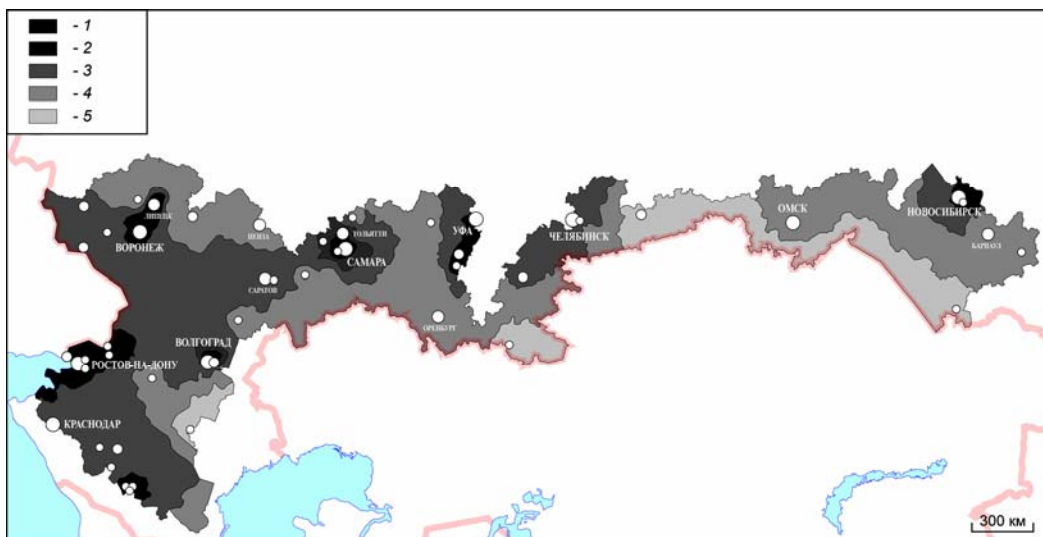 - 1
- 2
- 3
- 4
- 5
ЛИПЕЦК
ВОРОНЕЖ
ПЕНЗА
ТОЛЬЯТТИ
САМАРА
УФА
ЧЕЛЯБИНСК
ОМСК
НОВОСИБИРСК
БАРНАУЛ
САРАТОВ
ОРЕНБУРГ
ВОЛГОГРАД
РОСТОВ-НА-ДОНУ
КРАСНОДАР
300 км